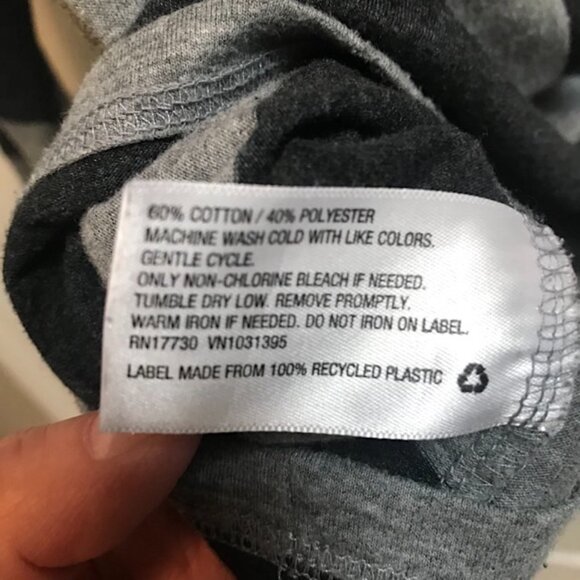 60% COTTON / 40% POLYESTER
MACHINE WASH COLD WITH LIKE COLORS.
GENTLE CYCLE.
ONLY NON-CHLORINE BLEACH IF NEEDED.
TUMBLE DRY LOW. REMOVE PROMPTLY.
WARM IRON IF NEEDED. DO NOT IRON ON LABEL.
RN17730 VN1031395
LABEL MADE FROM 100% RECYCLED PLASTIC